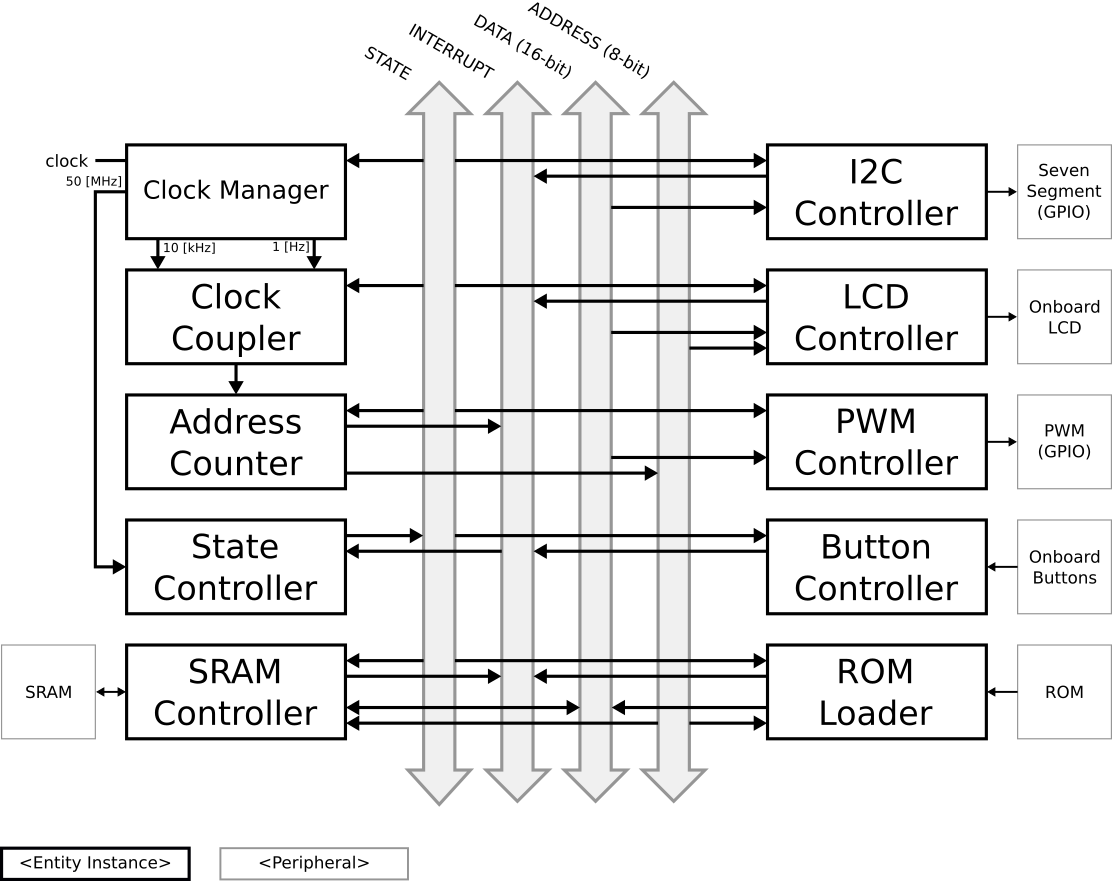 STATE
INTERRUPT
DATA (16-bit)
ADDRESS (8-bit)
clock
50 [MHz]
Clock Manager
10 [kHz]
1 [Hz]
Clock
Coupler
Address
Counter
State
Controller
SRAM
SRAM
Controller
I2C
Controller
Seven
Segment
(GPIO)
LCD
Controller
Onboard
LCD
PWM
Controller
PWM
(GPIO)
Button
Controller
Onboard
Buttons
ROM
Loader
ROM
<Entity Instance>
<Peripheral>